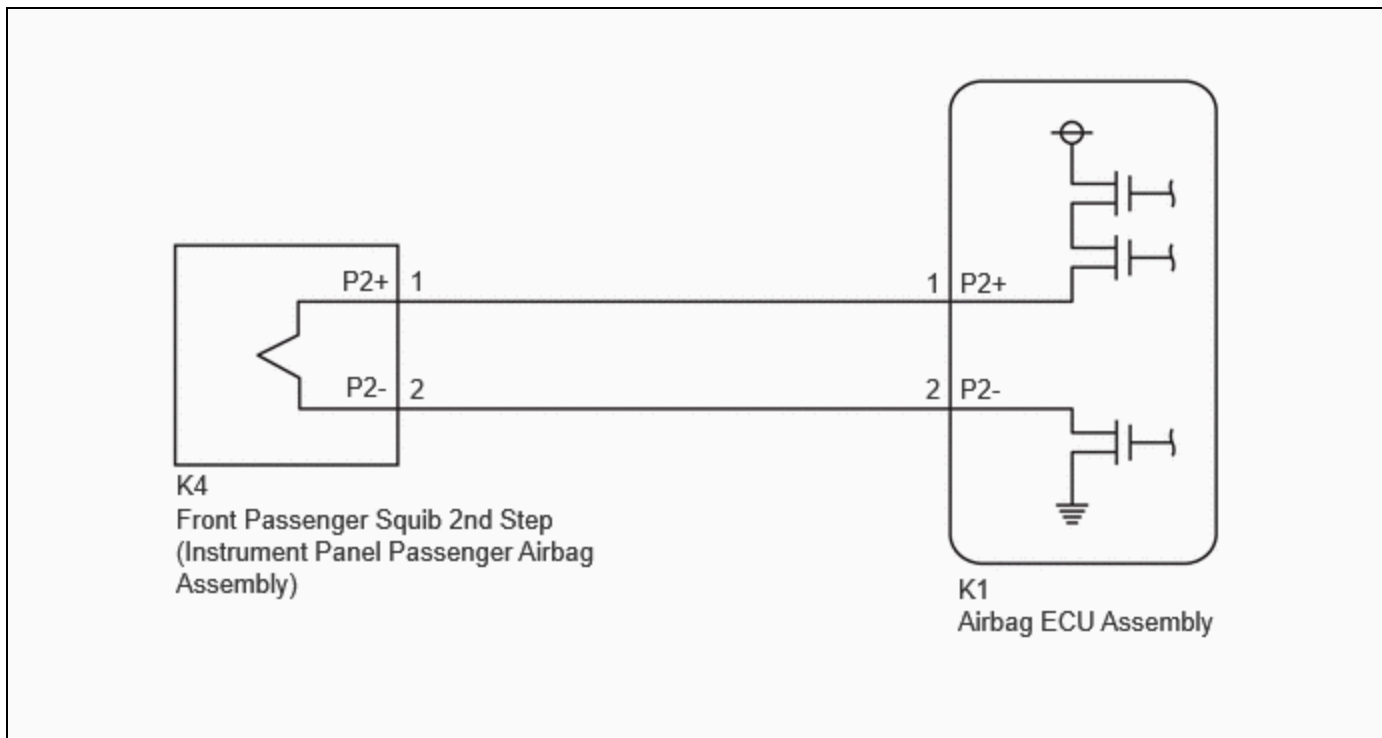 P2+ 1
1 P2+
P2- 2
2 P2-
K4
Front Passenger Squib 2nd Step
(Instrument Panel Passenger Airbag
Assembly)
K1
Airbag ECU Assembly